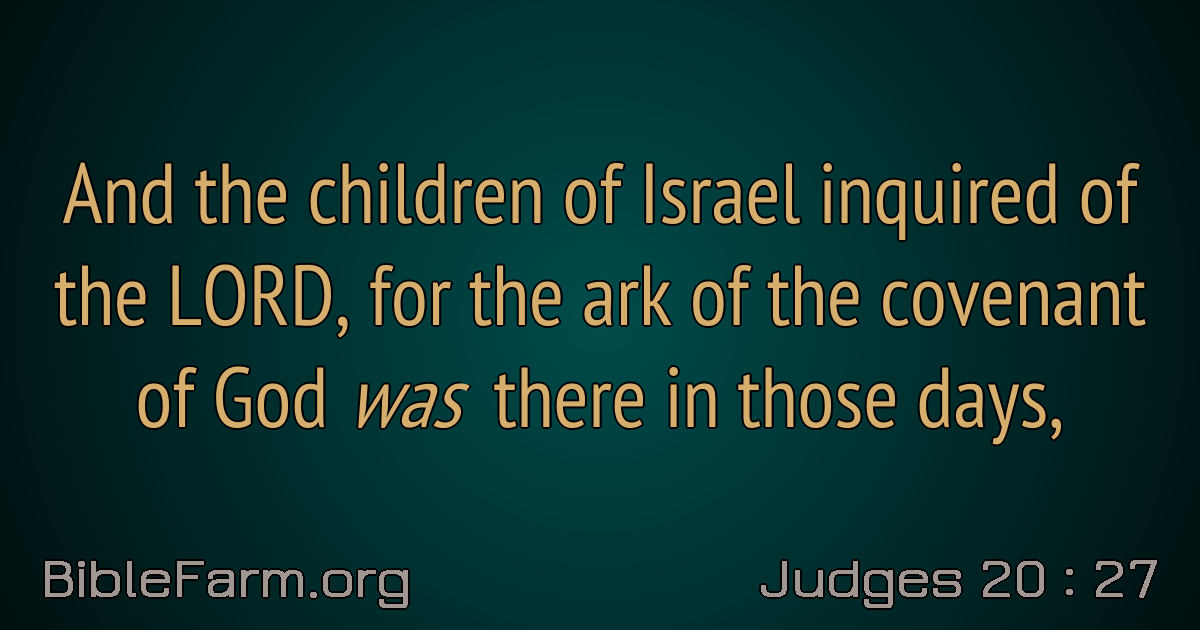 And the children of Israel inquired of
the LORD, for the ark of the covenant
of God was there in those days,
BibleFarm.org
Judges 20 : 27